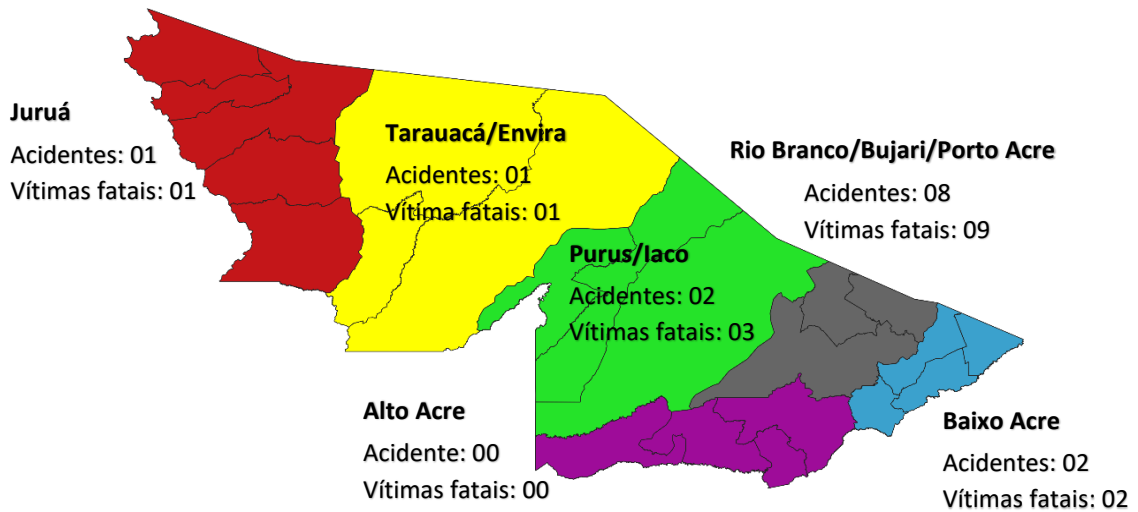 Juruá
Acidentes: 01
Vítimas fatais: 01
Tarauacá/Envira
Acidentes: 01
Vítima fatais: 01
Rio Branco/Bujari/Porto Acre
Acidentes: 08
Vítimas fatais: 09
Purus/Iaco
Acidentes: 02
Vítimas fatais: 03
Alto Acre
Acidente: 00
Vítimas fatais: 00
Baixo Acre
Acidentes: 02
Vítimas fatais: 02